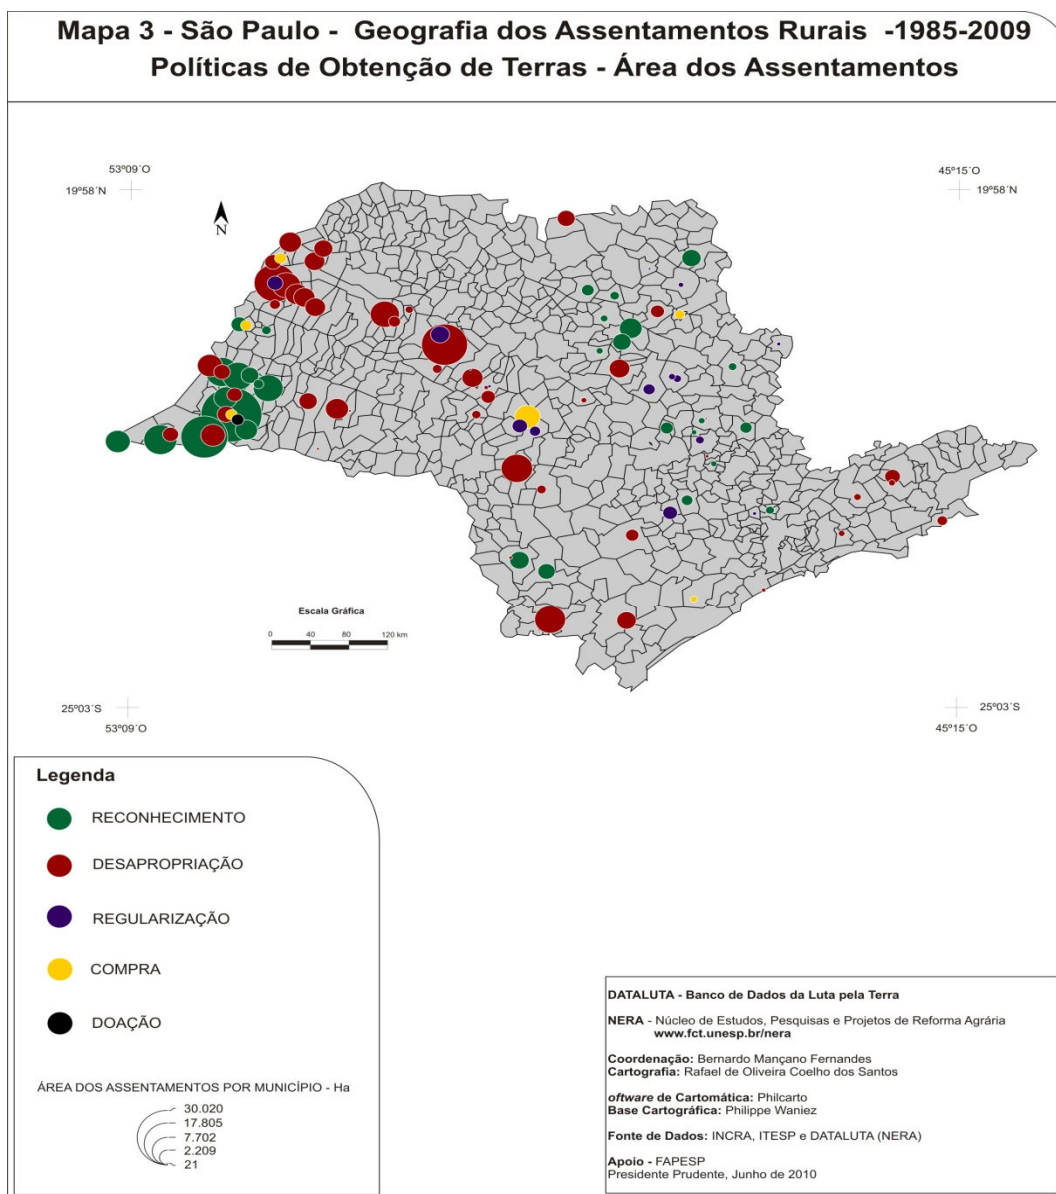 Mapa 3 - São Paulo - Geografia dos Assentamentos Rurais -1985-2009
Políticas de Obtenção de Terras - Área dos Assentamentos
53º09´O
19º58´N
45º15´O
19º58´N
N
Escala Gráfica
0 40 80 120 km
25º03´S
53º09´O
25º03´S
45º15´O
Legenda
RECONHECIMENTO
DESAPROPRIAÇÃO
REGULARIZAÇÃO
COMPRA
DOAÇÃO
ÁREA DOS ASSENTAMENTOS POR MUNICÍPIO - Ha
30.020
17.805
7.702
2.209
21
DATALUTA - Banco de Dados da Luta pela Terra
NERA - Núcleo de Estudos, Pesquisas e Projetos de Reforma Agrária
www.fct.unesp.br/nera
Coordenação: Bernardo Mançano Fernandes
Cartografia: Rafael de Oliveira Coelho dos Santos
oftware de Cartomática: Philcarto
Base Cartográfica: Philippe Waniez
Fonte de Dados: INCRA, ITESP e DATALUTA (NERA)
Apoio - FAPESP
Presidente Prudente, Junho de 2010